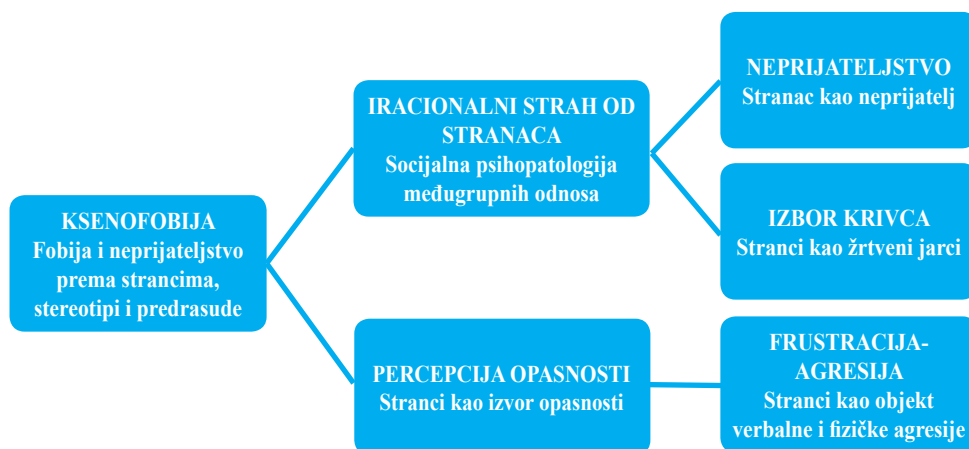 KSENOFOBIJA
Fobija i neprijateljstvo
prema strancima,
stereotipi i predrasude
IRACIONALNI STRAH OD
STRANACA
Socijalna psihopatologija
međugrupnih odnosa
NEPRIJATELJSTVO
Stranac kao neprijatelj
IZBOR KRIVCA
Stranci kao žrtveni jarci
PERCEPCIJA OPASNOSTI
Stranci kao izvor opasnosti
FRUSTRACIJA-
AGRESIJA
Stranci kao objekt
verbalne i fizičke agresije